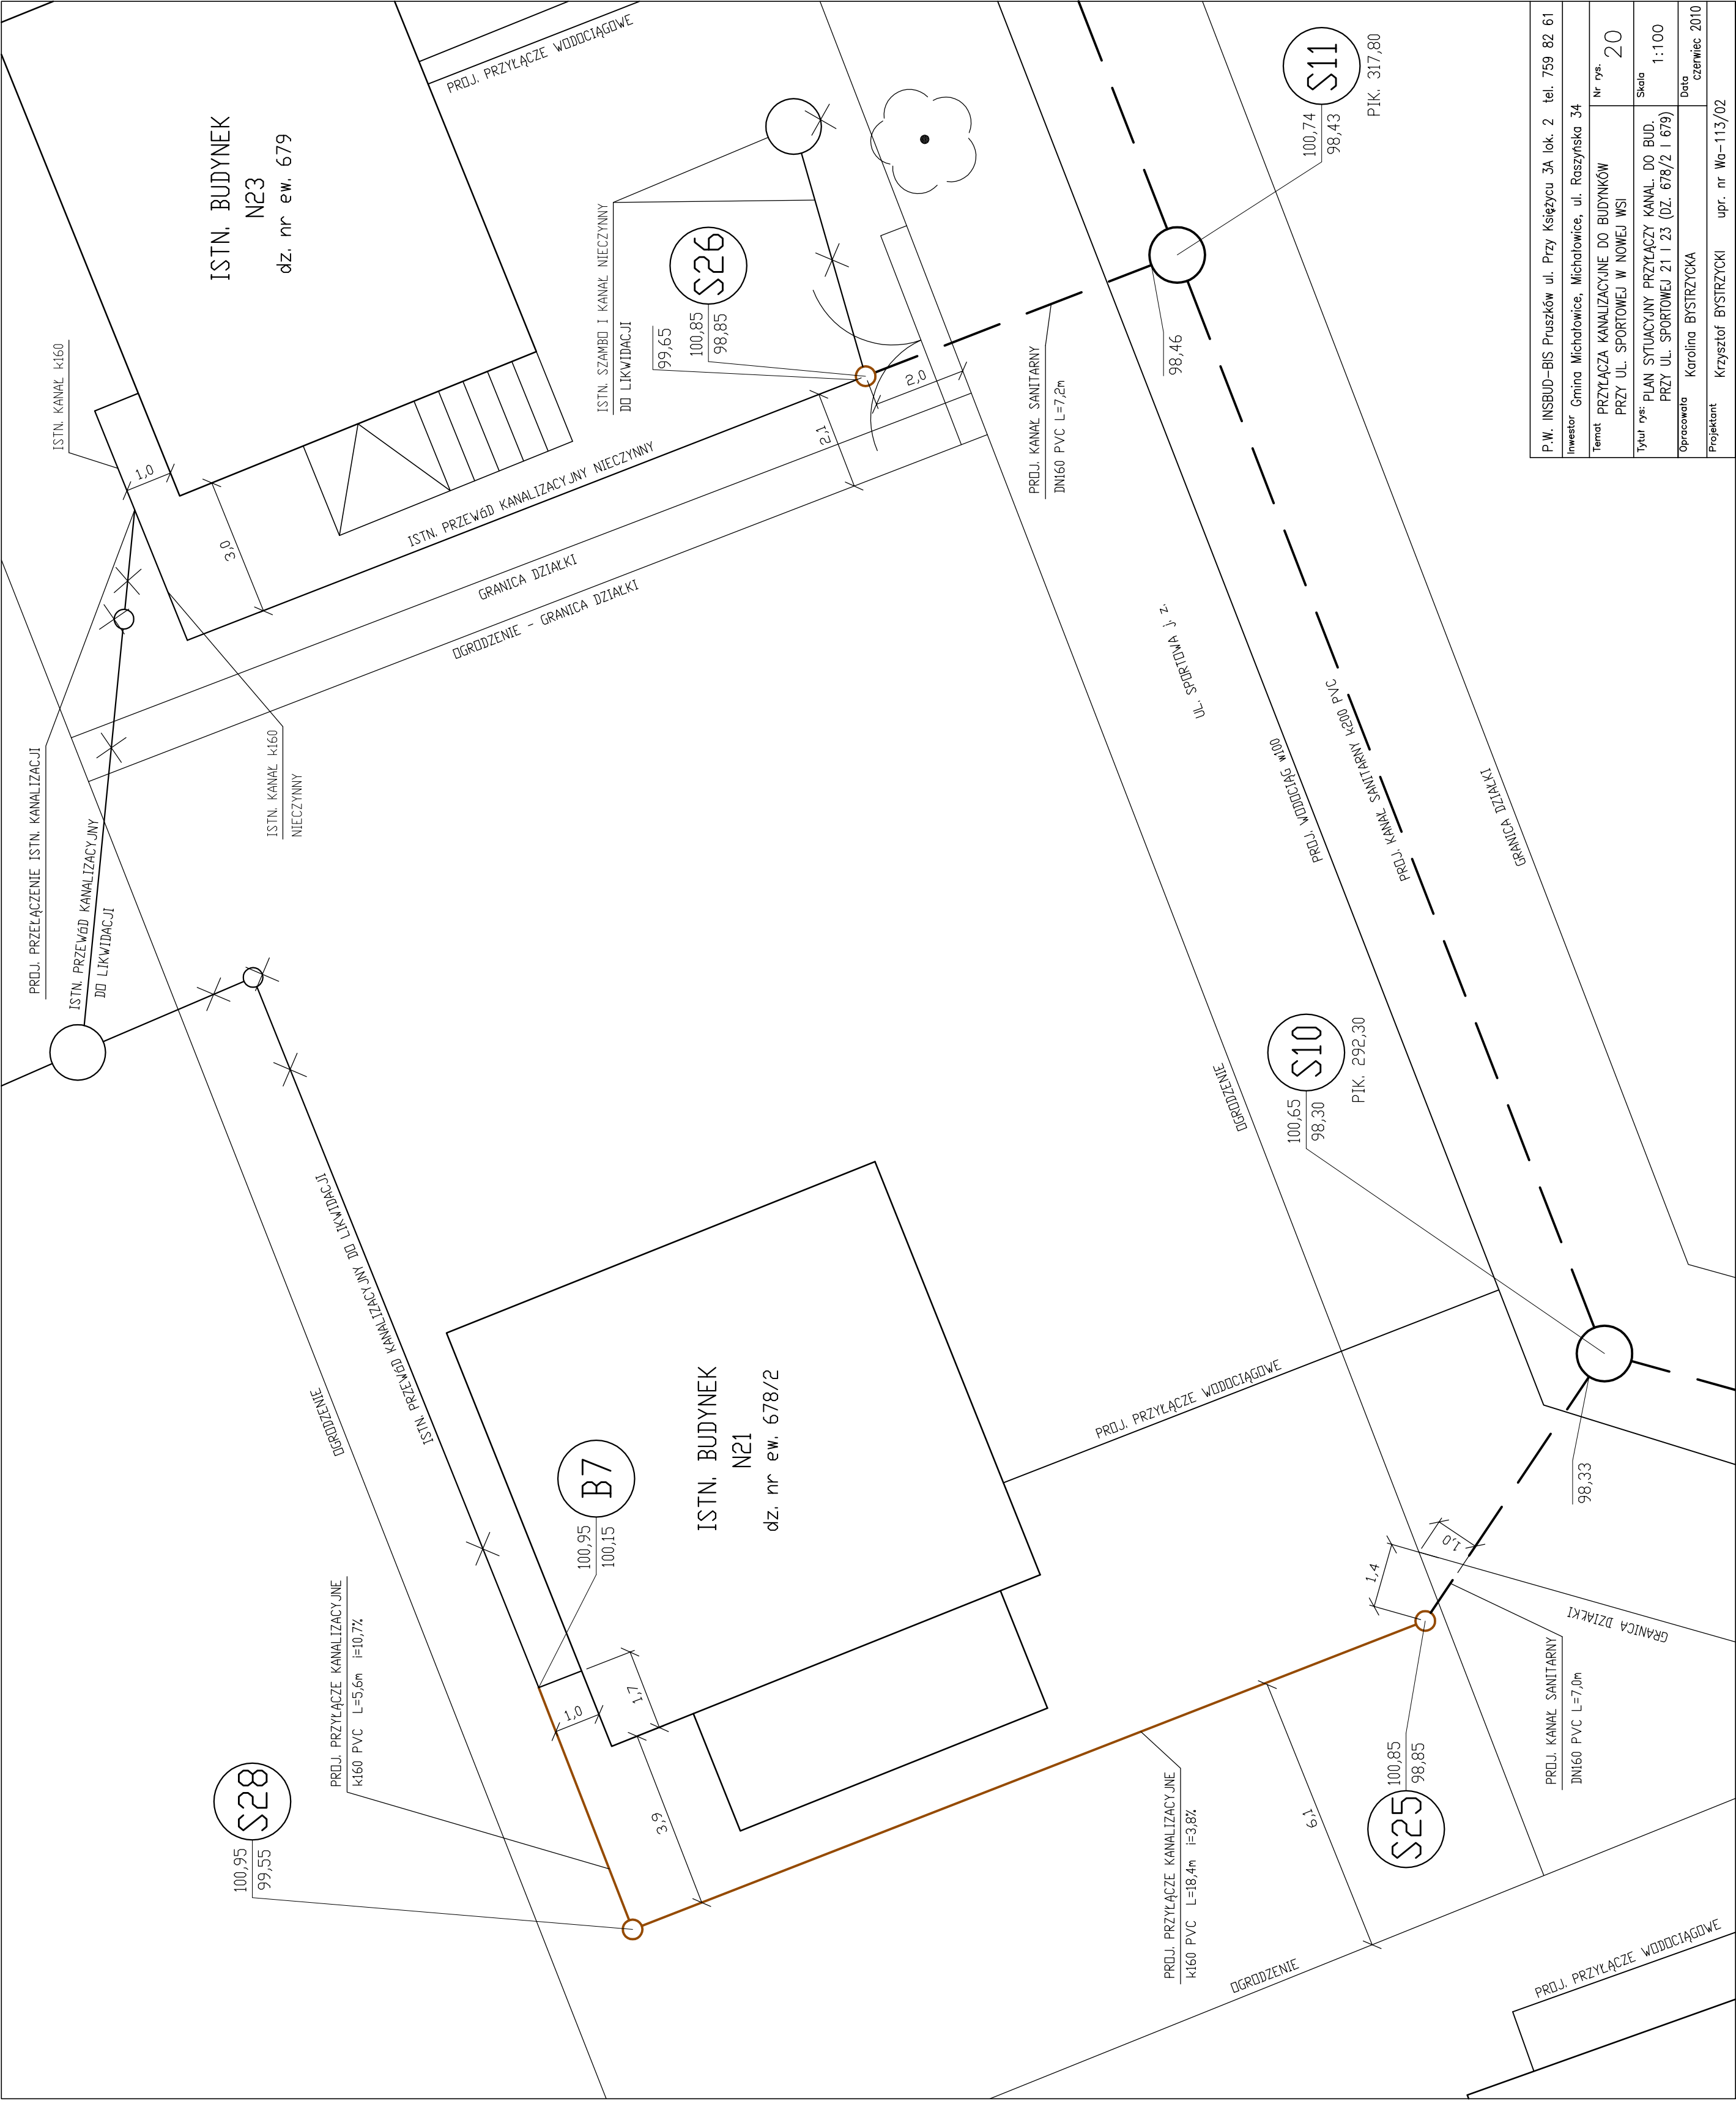 ISTN. KANAŁ k160
PROJ. PRZEŁĄCZENIE ISTN. KANALIZACJI
ISTN. PRZEWÓD KANALIZACYJNY
DO LIKWIDACJI
ISTN. KANAŁ k160
NIECZYNNY
1,0
3,0
ISTN. BUDYNEK
N23
dz. nr ew. 679
PROJ. PRZYŁĄCZE WODOCIĄGOWE
ISTN. PRZEWÓD KANALIZACYJNY NIECZYNNY
GRANICA DZIAŁKI
OGRODZENIE - GRANICA DZIAŁKI
ISTN. SZAMBO I KANAŁ NIECZYNNY
DO LIKWIDACJI
S26
99,65
100,85
98,85
2,1
2,0
PROJ. KANAŁ SANITARNY
DN160 PVC L=7,2m
98,46
S11
100,74
98,43
PIK. 317,80
UL. SPORTOWA j. z.
PROJ. WODOCIĄG w100
PROJ. KANAŁ SANITARNY k200 PVC
GRANICA DZIAŁKI
OGRODZENIE
S10
100,65
98,30
PIK. 292,30
98,33
OGRODZENIE
ISTN. PRZEWÓD KANALIZACYJNY DO LIKWIDACJI
PROJ. PRZYŁĄCZE KANALIZACYJNE
k160 PVC L=5,6m i=10,7%
S28
100,95
99,55
B7
100,95
100,15
1,0
1,7
3,9
ISTN. BUDYNEK
N21
dz. nr ew. 678/2
PROJ. PRZYŁĄCZE WODOCIĄGOWE
PROJ. PRZYŁĄCZE KANALIZACYJNE
k160 PVC L=18,4m i=3,8%
6,1
OGRODZENIE
S25
100,85
98,85
1,4
1,0
GRANICA DZIAŁKI
PROJ. KANAŁ SANITARNY
DN160 PVC L=7,0m
PROJ. PRZYŁĄCZE WODOCIĄGOWE
P.W. INSBUD-BIS Pruszków ul. Przy Księżycu 3A lok. 2 tel. 759 82 61
Inwestor Gmina Michałowice, Michałowice, ul. Raszyńska 34
Temat PRZYŁĄCZA KANALIZACYJNE DO BUDYNKÓW
PRZY UL. SPORTOWEJ W NOWEJ WSI
Nr rys. 20
Tytuł rys: PLAN SYTUACYJNY PRZYŁĄCZY KANAL. DO BUD.
PRZY UL. SPORTOWEJ 21 I 23 (DZ. 678/2 I 679)
Skala 1:100
Opracowała Karolina BYSTRZYCKA
Data czerwiec 2010
Projektant Krzysztof BYSTRZYCKI upr. nr Wa-113/02